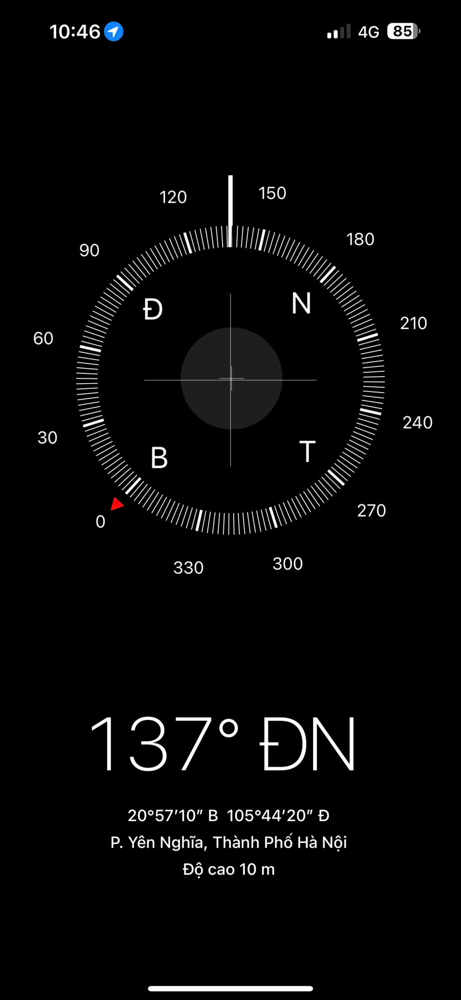 10:46 4G 85
120 150
90 180
Đ N
60 210
30 240
B T
0 270
330 300
137° ĐN
20°57′10″ B 105°44′20″ Đ
P. Yên Nghĩa, Thành Phố Hà Nội
Độ cao 10 m